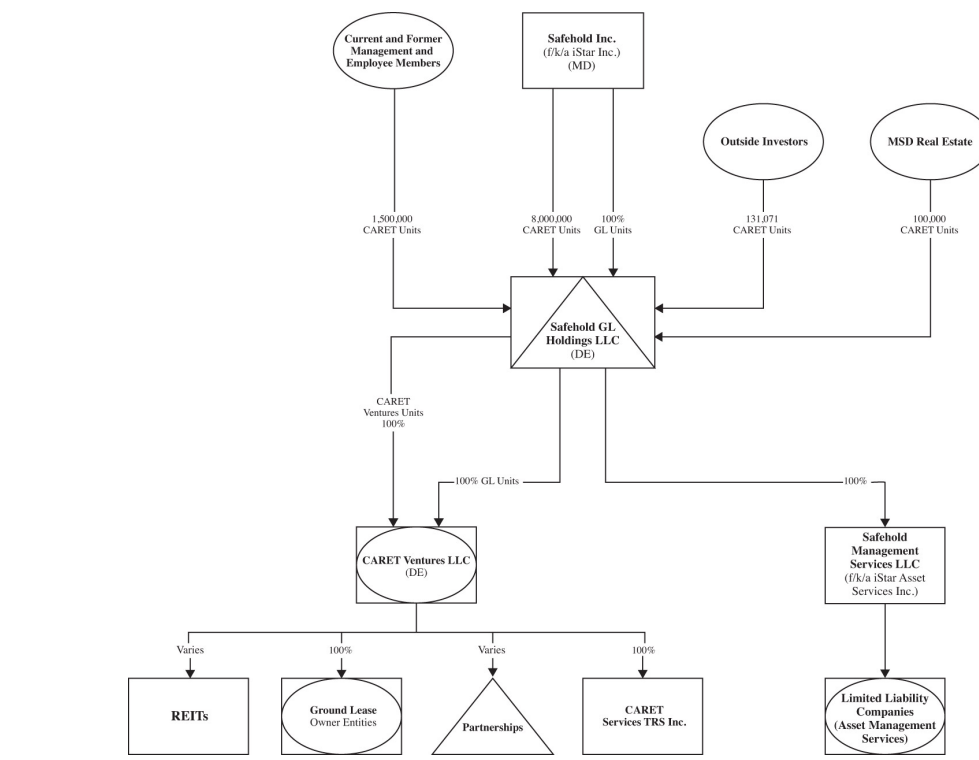 Current and Former
Management and
Employee Members
Safehold Inc.
(f/k/a iStar Inc.)
(MD)
Outside Investors
MSD Real Estate
1,500,000
CARET Units
8,000,000
CARET Units
100%
GL Units
131,071
CARET Units
100,000
CARET Units
Safehold GL
Holdings LLC
(DE)
CARET
Ventures Units
100%
100% GL Units
100%
CARET Ventures LLC
(DE)
Safehold
Management
Services LLC
(f/k/a iStar Asset
Services Inc.)
Varies
100%
Varies
100%
REITs
Ground Lease
Owner Entities
Partnerships
CARET
Services TRS Inc.
Limited Liability
Companies
(Asset Management
Services)